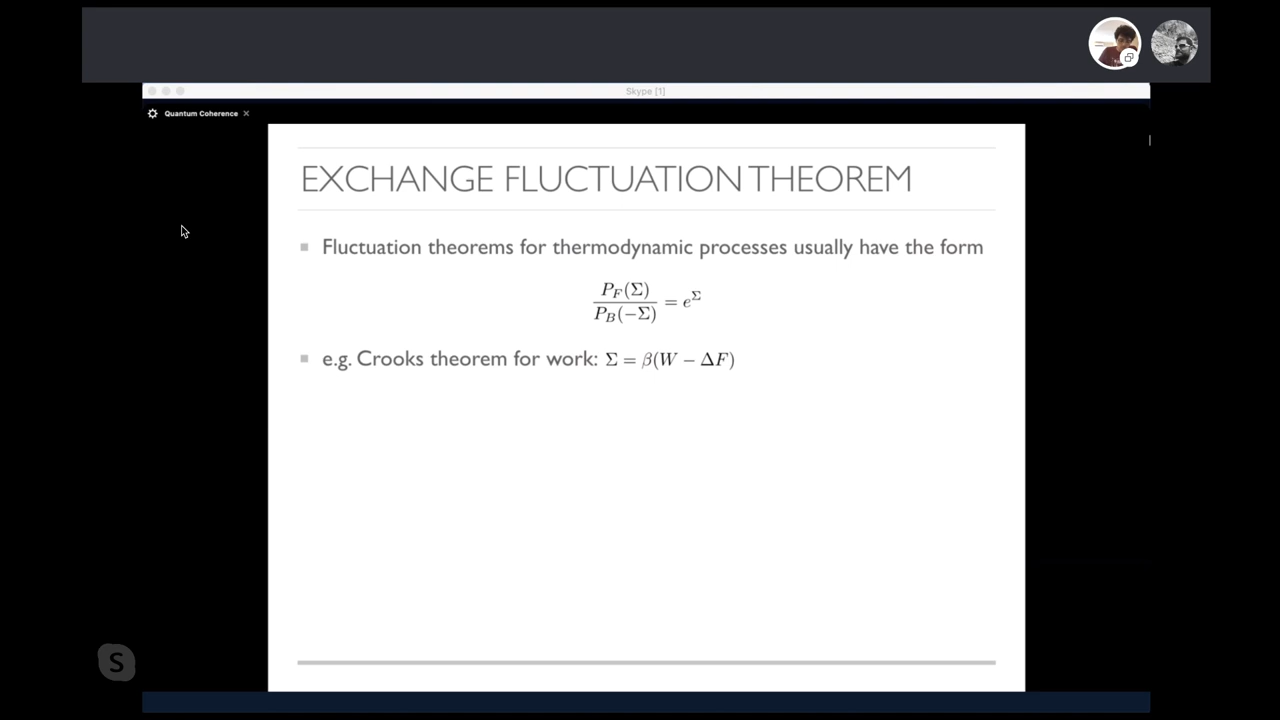 Skype [1]
Quantum Coherence ×
EXCHANGE FLUCTUATION THEOREM
Fluctuation theorems for thermodynamic processes usually have the form
P_F(Σ) / P_B(−Σ) = e^Σ
e.g. Crooks theorem for work: Σ = β(W − ΔF)
S